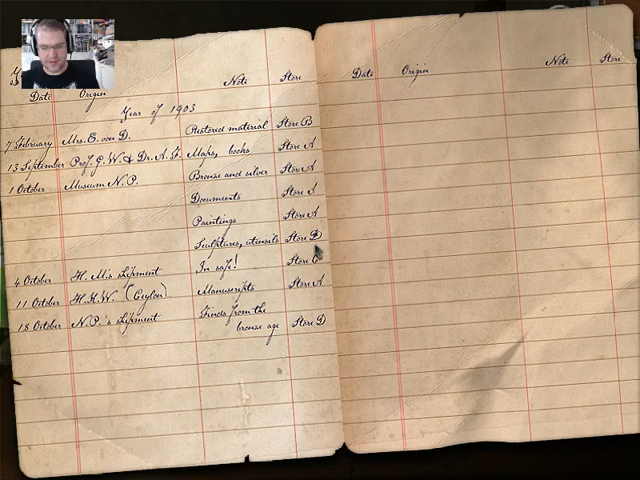 Date Origin Note Store
Year of 1903
7 February Mrs. E. von D. Restored material Store B
13 September Prof. G. W. & Dr. A. F. Maps, books Store A
1 October Museum N. P. Bronze and silver Store A
Documents Store A
Paintings Store A
Sculptures, utensils Store D
4 October H. M.'s shipment In safe! Store C
11 October H. H. W. (Ceylon) Manuscripts Store A
18 October N. P.'s shipment Finds from the
bronze age Store D
Date Origin Note Store